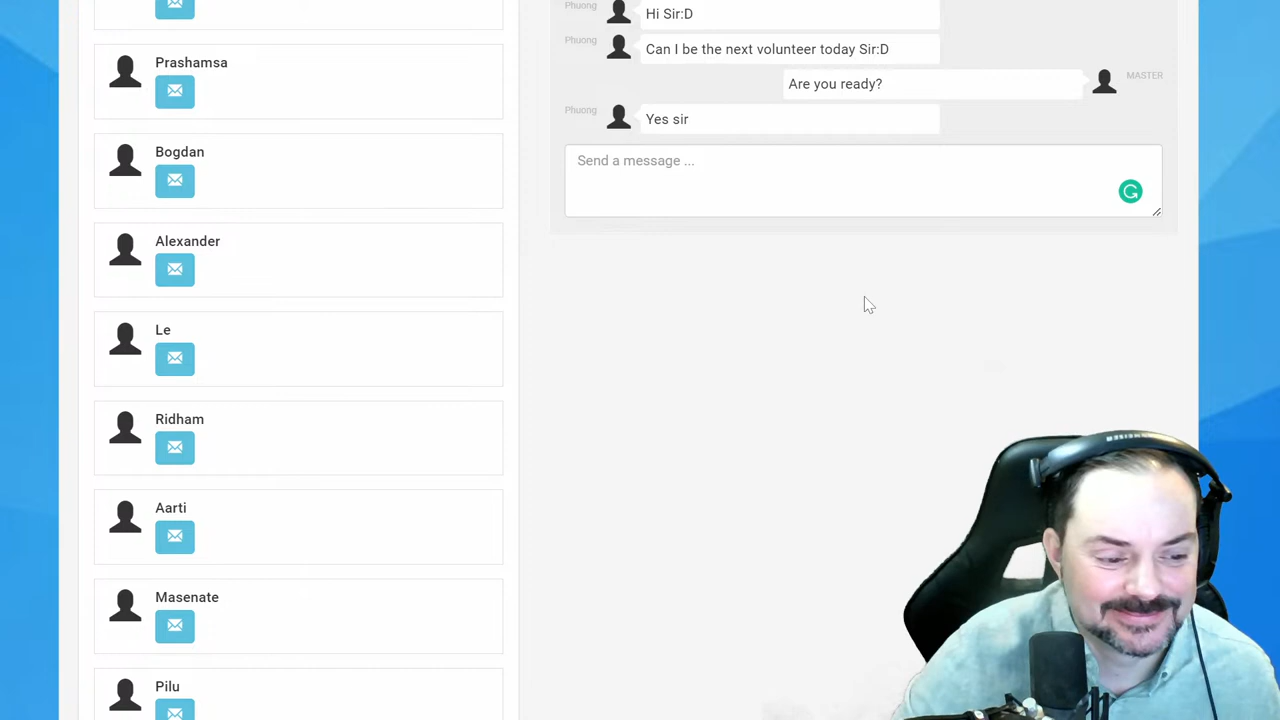 Prashamsa
Bogdan
Alexander
Le
Ridham
Aarti
Masenate
Pilu
Phuong
Hi Sir:D
Phuong
Can I be the next volunteer today Sir:D
Are you ready?
MASTER
Phuong
Yes sir
Send a message ...